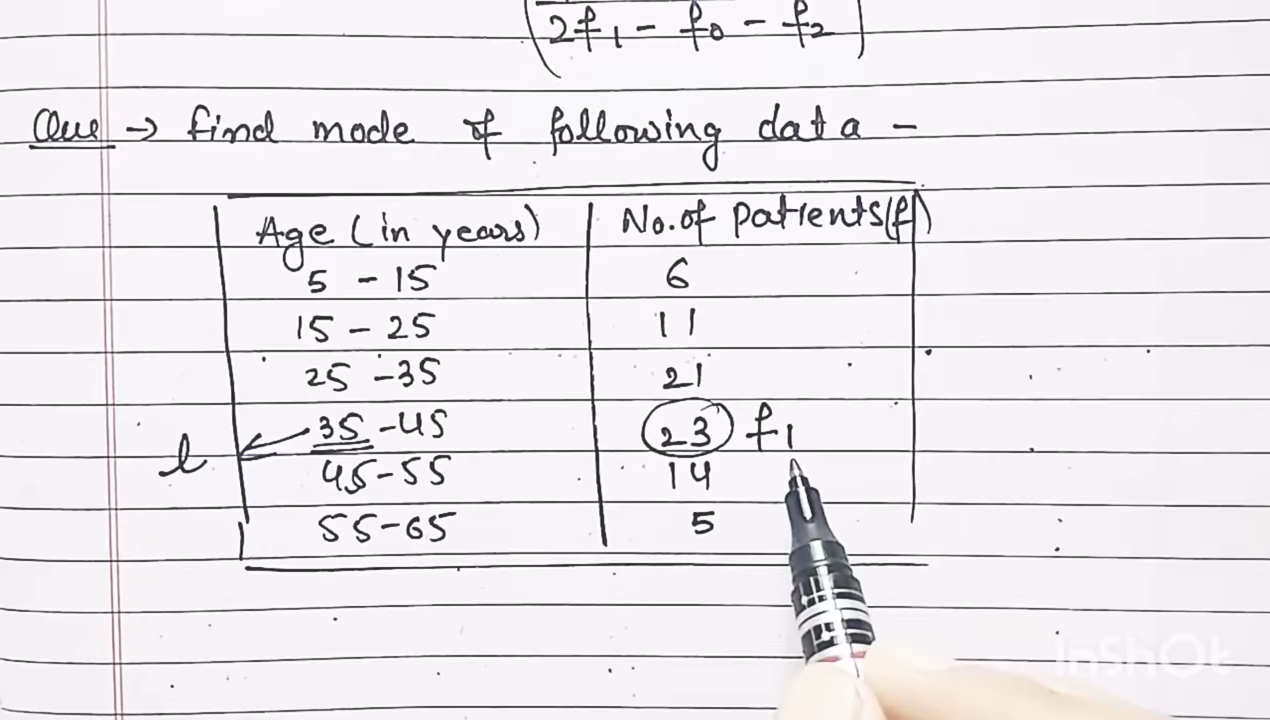 2f₁ - f₀ - f₂
Que → find mode of following data -
Age (in years) No. of patients(f)
5 - 15 6
15 - 25 11
25 - 35 21
l 35 - 45 23 f₁
45 - 55 14
55 - 65 5
InShOt